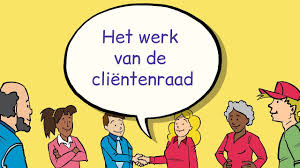 Het werk
van de
cliëntenraad